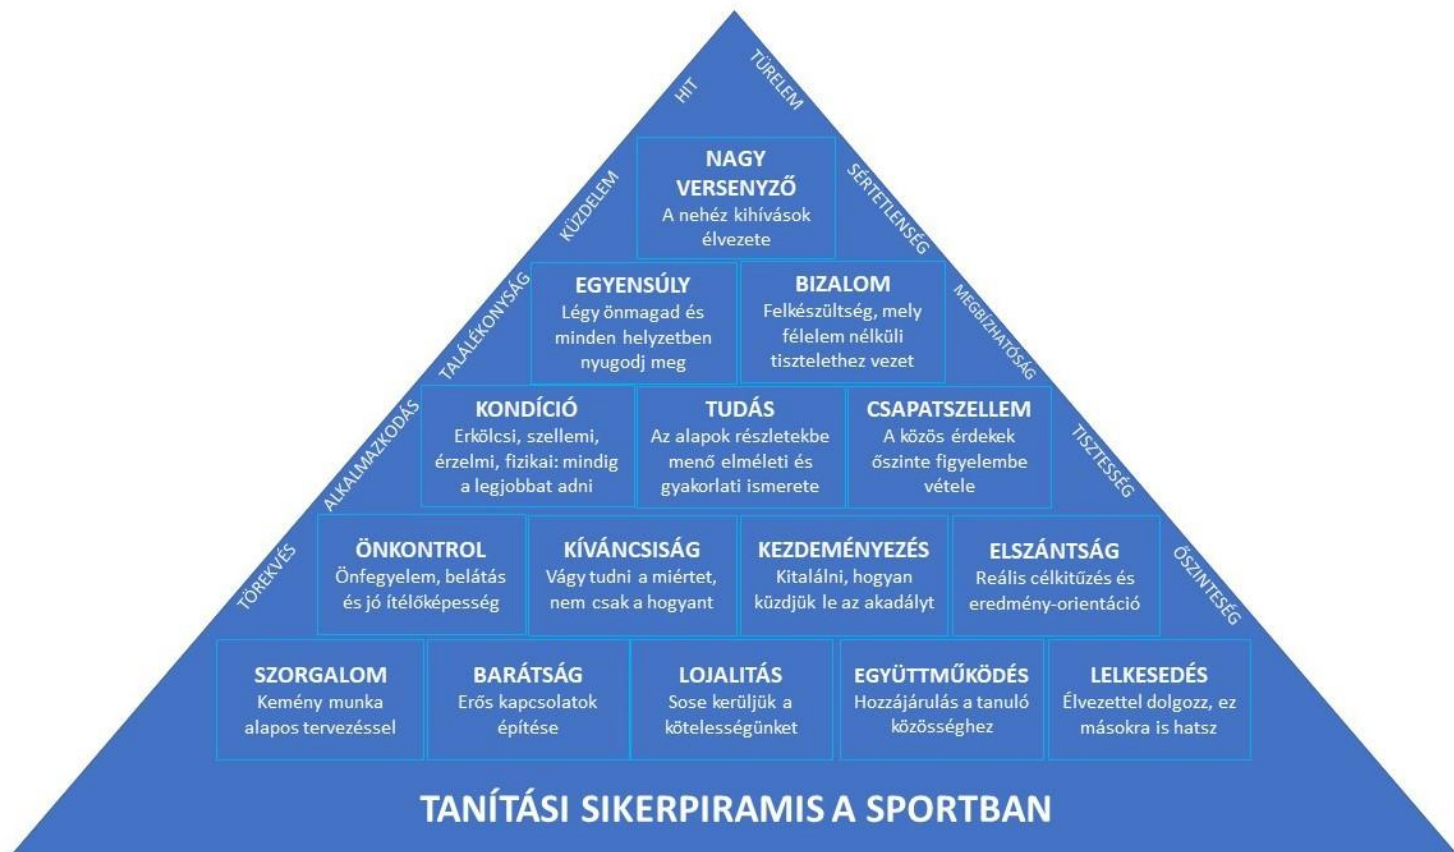 HIT
TÜRELEM
KÜZDELEM
SÉRTETLENSÉG
TALÁLÉKONYSÁG
MEGBÍZHATÓSÁG
ALKALMAZKODÁS
TISZTESSÉG
TÖREKVÉS
ŐSZINTESÉG
NAGY
VERSENYZŐ
A nehéz kihívások
élvezete
EGYENSÚLY
Légy önmagad és
minden helyzetben
nyugodj meg
BIZALOM
Felkészültség, mely
félelem nélküli
tisztelethez vezet
KONDÍCIÓ
Erkölcsi, szellemi,
érzelmi, fizikai: mindig
a legjobbat adni
TUDÁS
Az alapok részletekbe
menő elméleti és
gyakorlati ismerete
CSAPATSZELLEM
A közös érdekek
őszinte figyelembe
vétele
ÖNKONTROL
Önfegyelem, belátás
és jó ítélőképesség
KÍVÁNCSISÁG
Vágy tudni a miértet,
nem csak a hogyant
KEZDEMÉNYEZÉS
Kitalálni, hogyan
küzdjük le az akadályt
ELSZÁNTSÁG
Reális célkitűzés és
eredmény-orientáció
SZORGALOM
Kemény munka
alapos tervezéssel
BARÁTSÁG
Erős kapcsolatok
építése
LOJALITÁS
Sose kerüljük a
kötelességünket
EGYÜTTMŰKÖDÉS
Hozzájárulás a tanuló
közösséghez
LELKESEDÉS
Élvezettel dolgozz, ez
másokra is hatsz
TANÍTÁSI SIKERPIRAMIS A SPORTBAN